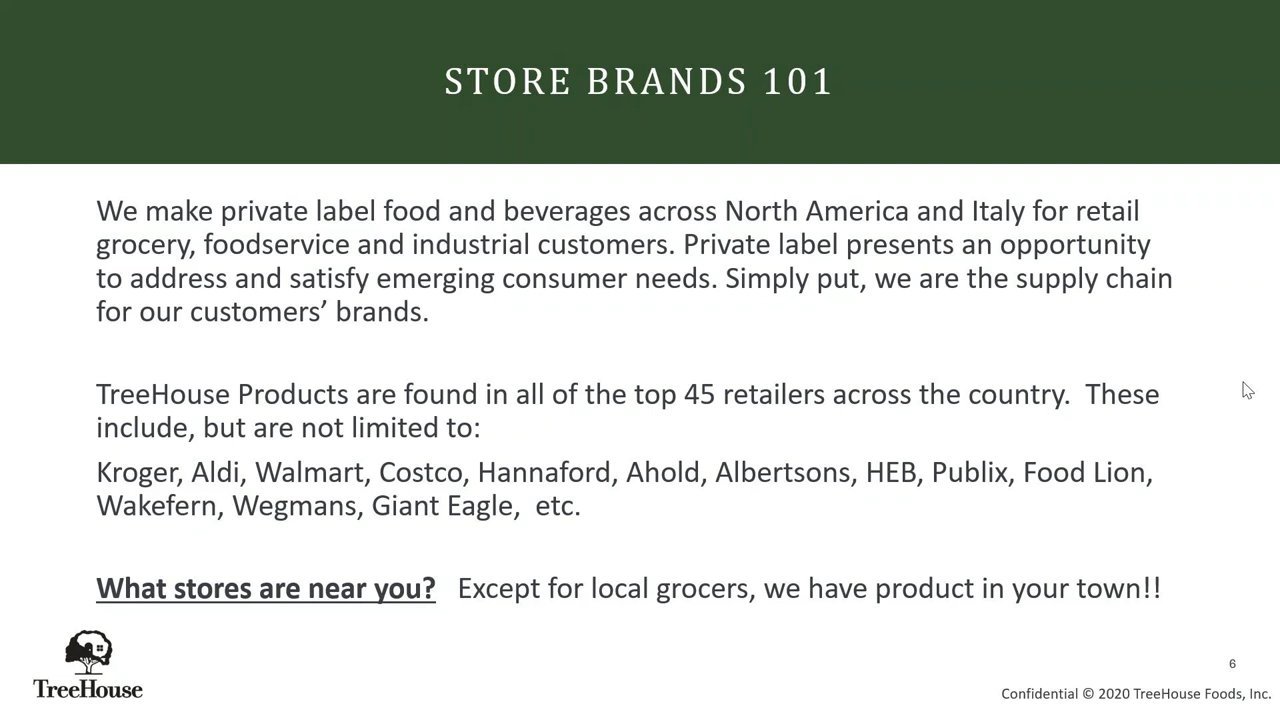 STORE BRANDS 101
We make private label food and beverages across North America and Italy for retail
grocery, foodservice and industrial customers. Private label presents an opportunity
to address and satisfy emerging consumer needs. Simply put, we are the supply chain
for our customers’ brands.
TreeHouse Products are found in all of the top 45 retailers across the country.  These
include, but are not limited to:
Kroger, Aldi, Walmart, Costco, Hannaford, Ahold, Albertsons, HEB, Publix, Food Lion,
Wakefern, Wegmans, Giant Eagle,  etc.
What stores are near you?   Except for local grocers, we have product in your town!!
TreeHouse
6
Confidential © 2020 TreeHouse Foods, Inc.